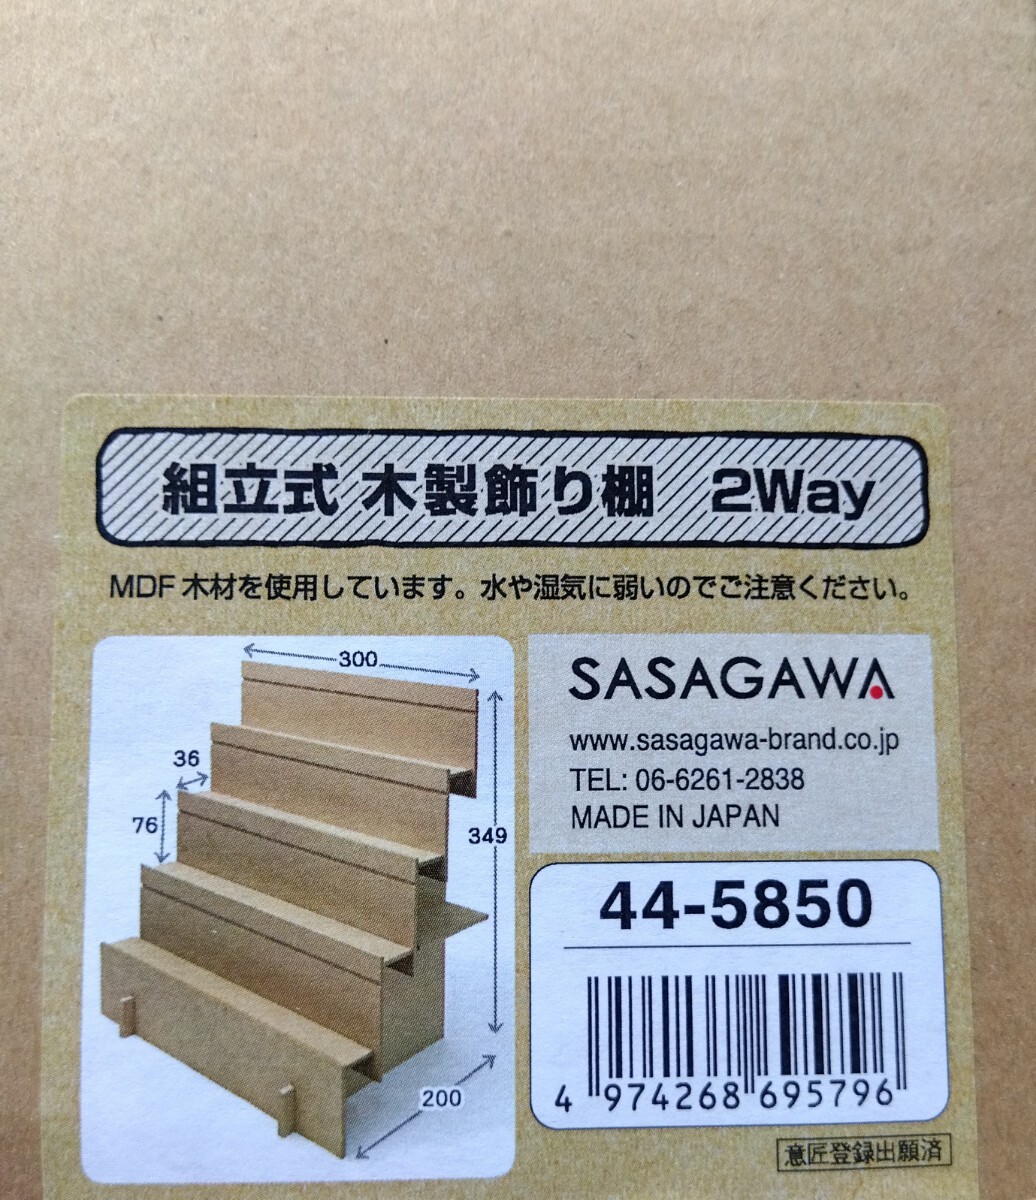 組立式 木製飾り棚 2Way
MDF 木材を使用しています。水や湿気に弱いのでご注意ください。
300
36
76
349
200
SASAGAWA
www.sasagawa-brand.co.jp
TEL: 06-6261-2838
MADE IN JAPAN
44-5850
4 974268 695796
意匠登録出願済